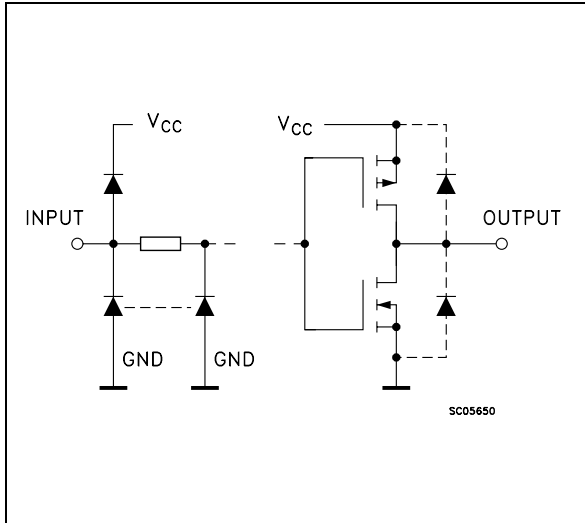 VCC
VCC
INPUT
OUTPUT
GND
GND
SC05650